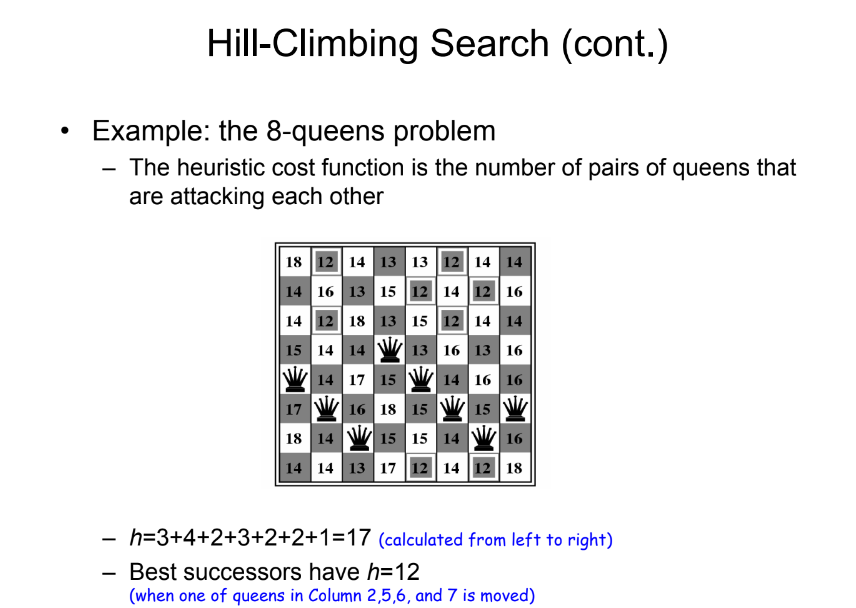 Hill-Climbing Search (cont.)
• Example: the 8-queens problem
– The heuristic cost function is the number of pairs of queens that
are attacking each other
18 12 14 13 13 12 14 14
14 16 13 15 12 14 12 16
14 12 18 13 15 12 14 14
15 14 14 13 16 13 16
14 17 15 14 16 16
17 16 18 15 15
18 14 15 15 14 16
14 14 13 17 12 14 12 18
– h=3+4+2+3+2+2+1=17 (calculated from left to right)
– Best successors have h=12
(when one of queens in Column 2,5,6, and 7 is moved)